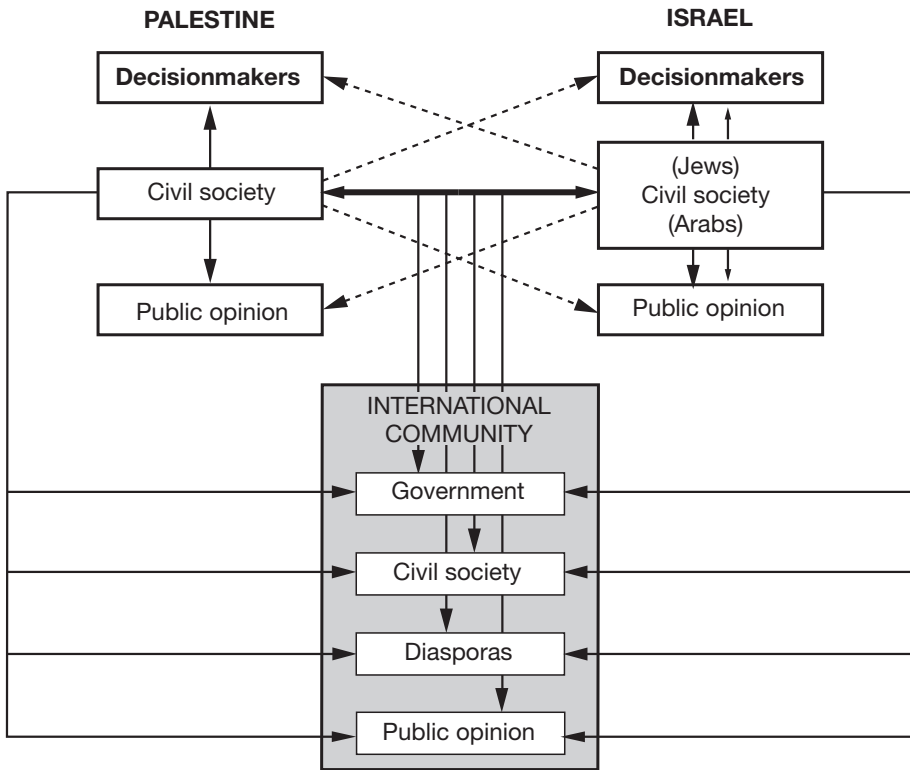 PALESTINE
ISRAEL
Decisionmakers
Decisionmakers
Civil society
(Jews)
Civil society
(Arabs)
Public opinion
Public opinion
INTERNATIONAL
COMMUNITY
Government
Civil society
Diasporas
Public opinion